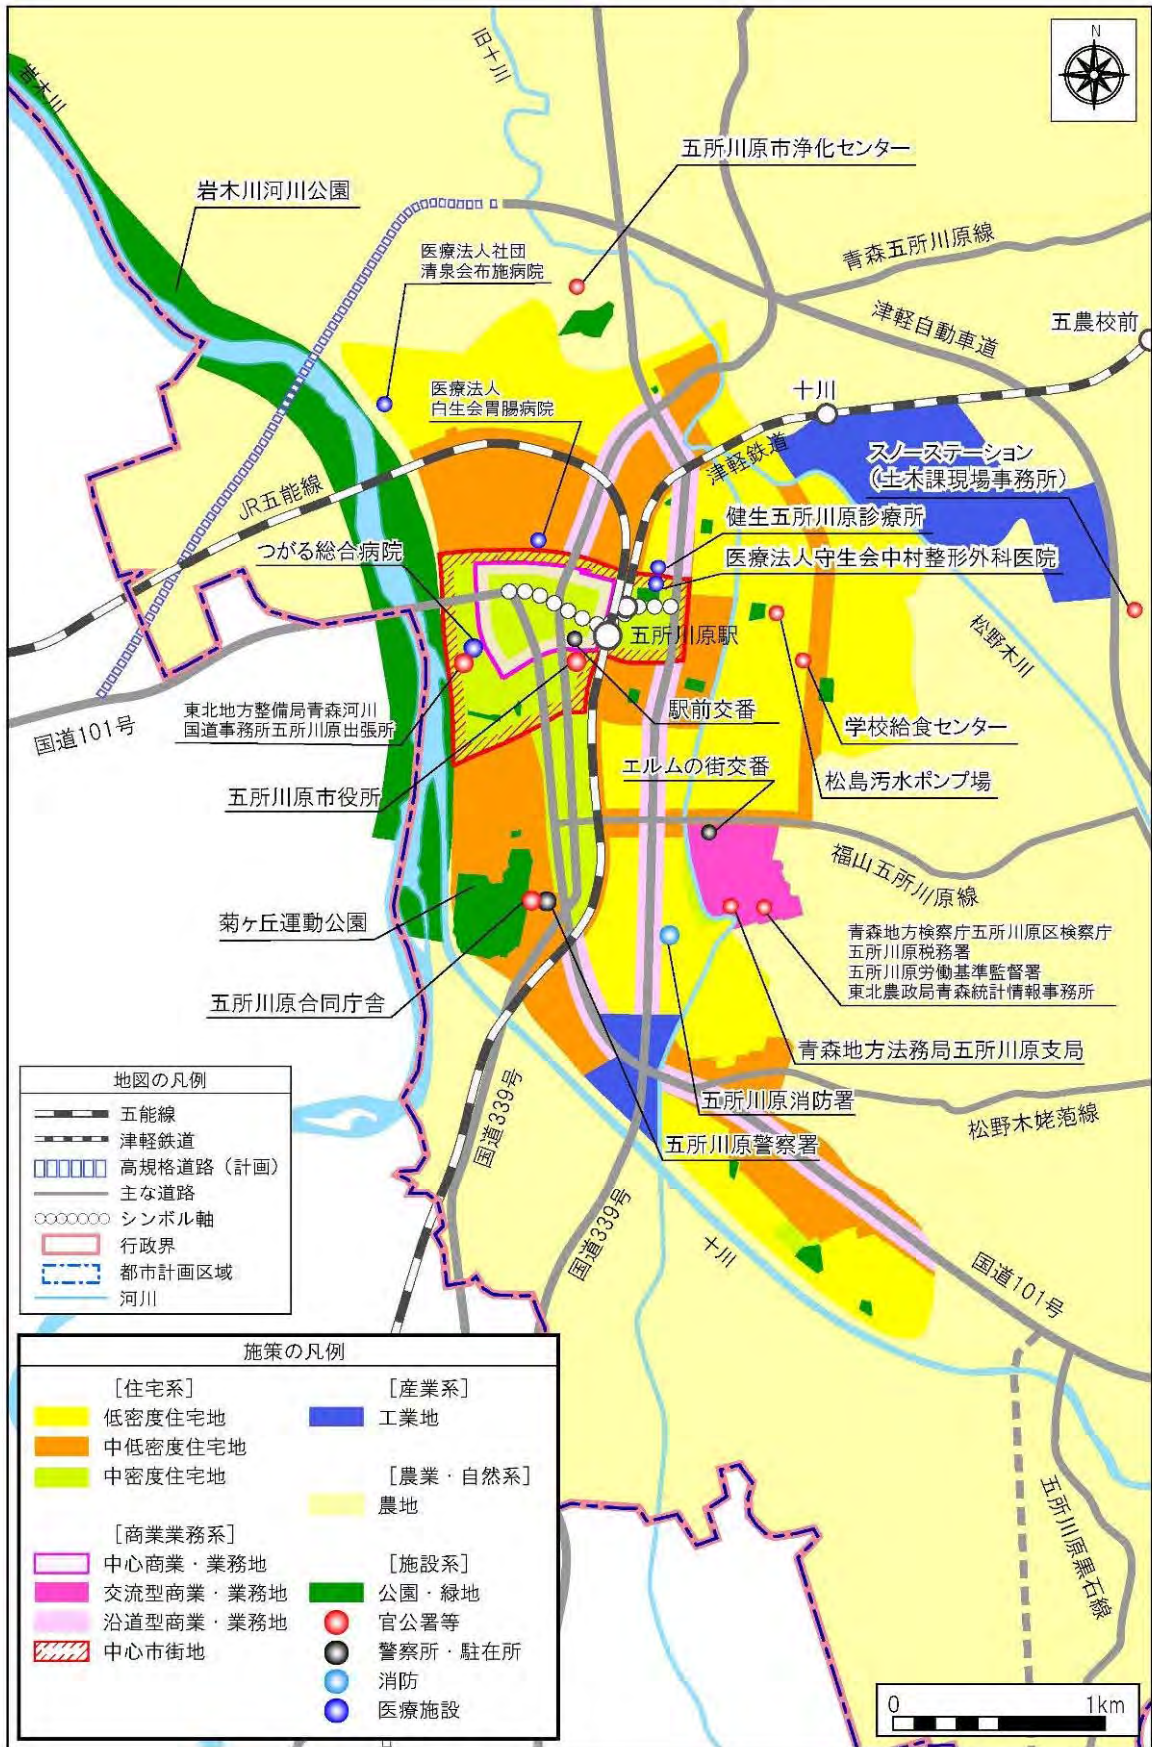 N
岩木川
旧十川
五所川原市浄化センター
岩木川河川公園
青森五所川原線
医療法人社団
清泉会布施病院
津軽自動車道
五農校前
医療法人
白生会胃腸病院
十川
津軽鉄道
スノーステーション
(土木課現場事務所)
JR五能線
健生五所川原診療所
つがる総合病院
医療法人守生会中村整形外科医院
松野木川
五所川原駅
東北地方整備局青森河川
国道事務所五所川原出張所
駅前交番
学校給食センター
国道101号
エルムの街交番
松島汚水ポンプ場
五所川原市役所
福山五所川原線
菊ヶ丘運動公園
青森地方検察庁五所川原区検察庁
五所川原税務署
五所川原労働基準監督署
東北農政局青森統計情報事務所
五所川原合同庁舎
青森地方法務局五所川原支局
五所川原消防署
松野木姥萢線
五所川原警察署
国道339号
国道339号
十川
国道101号
五所川原黒石線
地図の凡例
五能線
津軽鉄道
高規格道路(計画)
主な道路
シンボル軸
行政界
都市計画区域
河川
施策の凡例
[住宅系]
低密度住宅地
中低密度住宅地
中密度住宅地
[商業業務系]
中心商業・業務地
交流型商業・業務地
沿道型商業・業務地
中心市街地
[産業系]
工業地
[農業・自然系]
農地
[施設系]
公園・緑地
官公署等
警察所・駐在所
消防
医療施設
0 1km